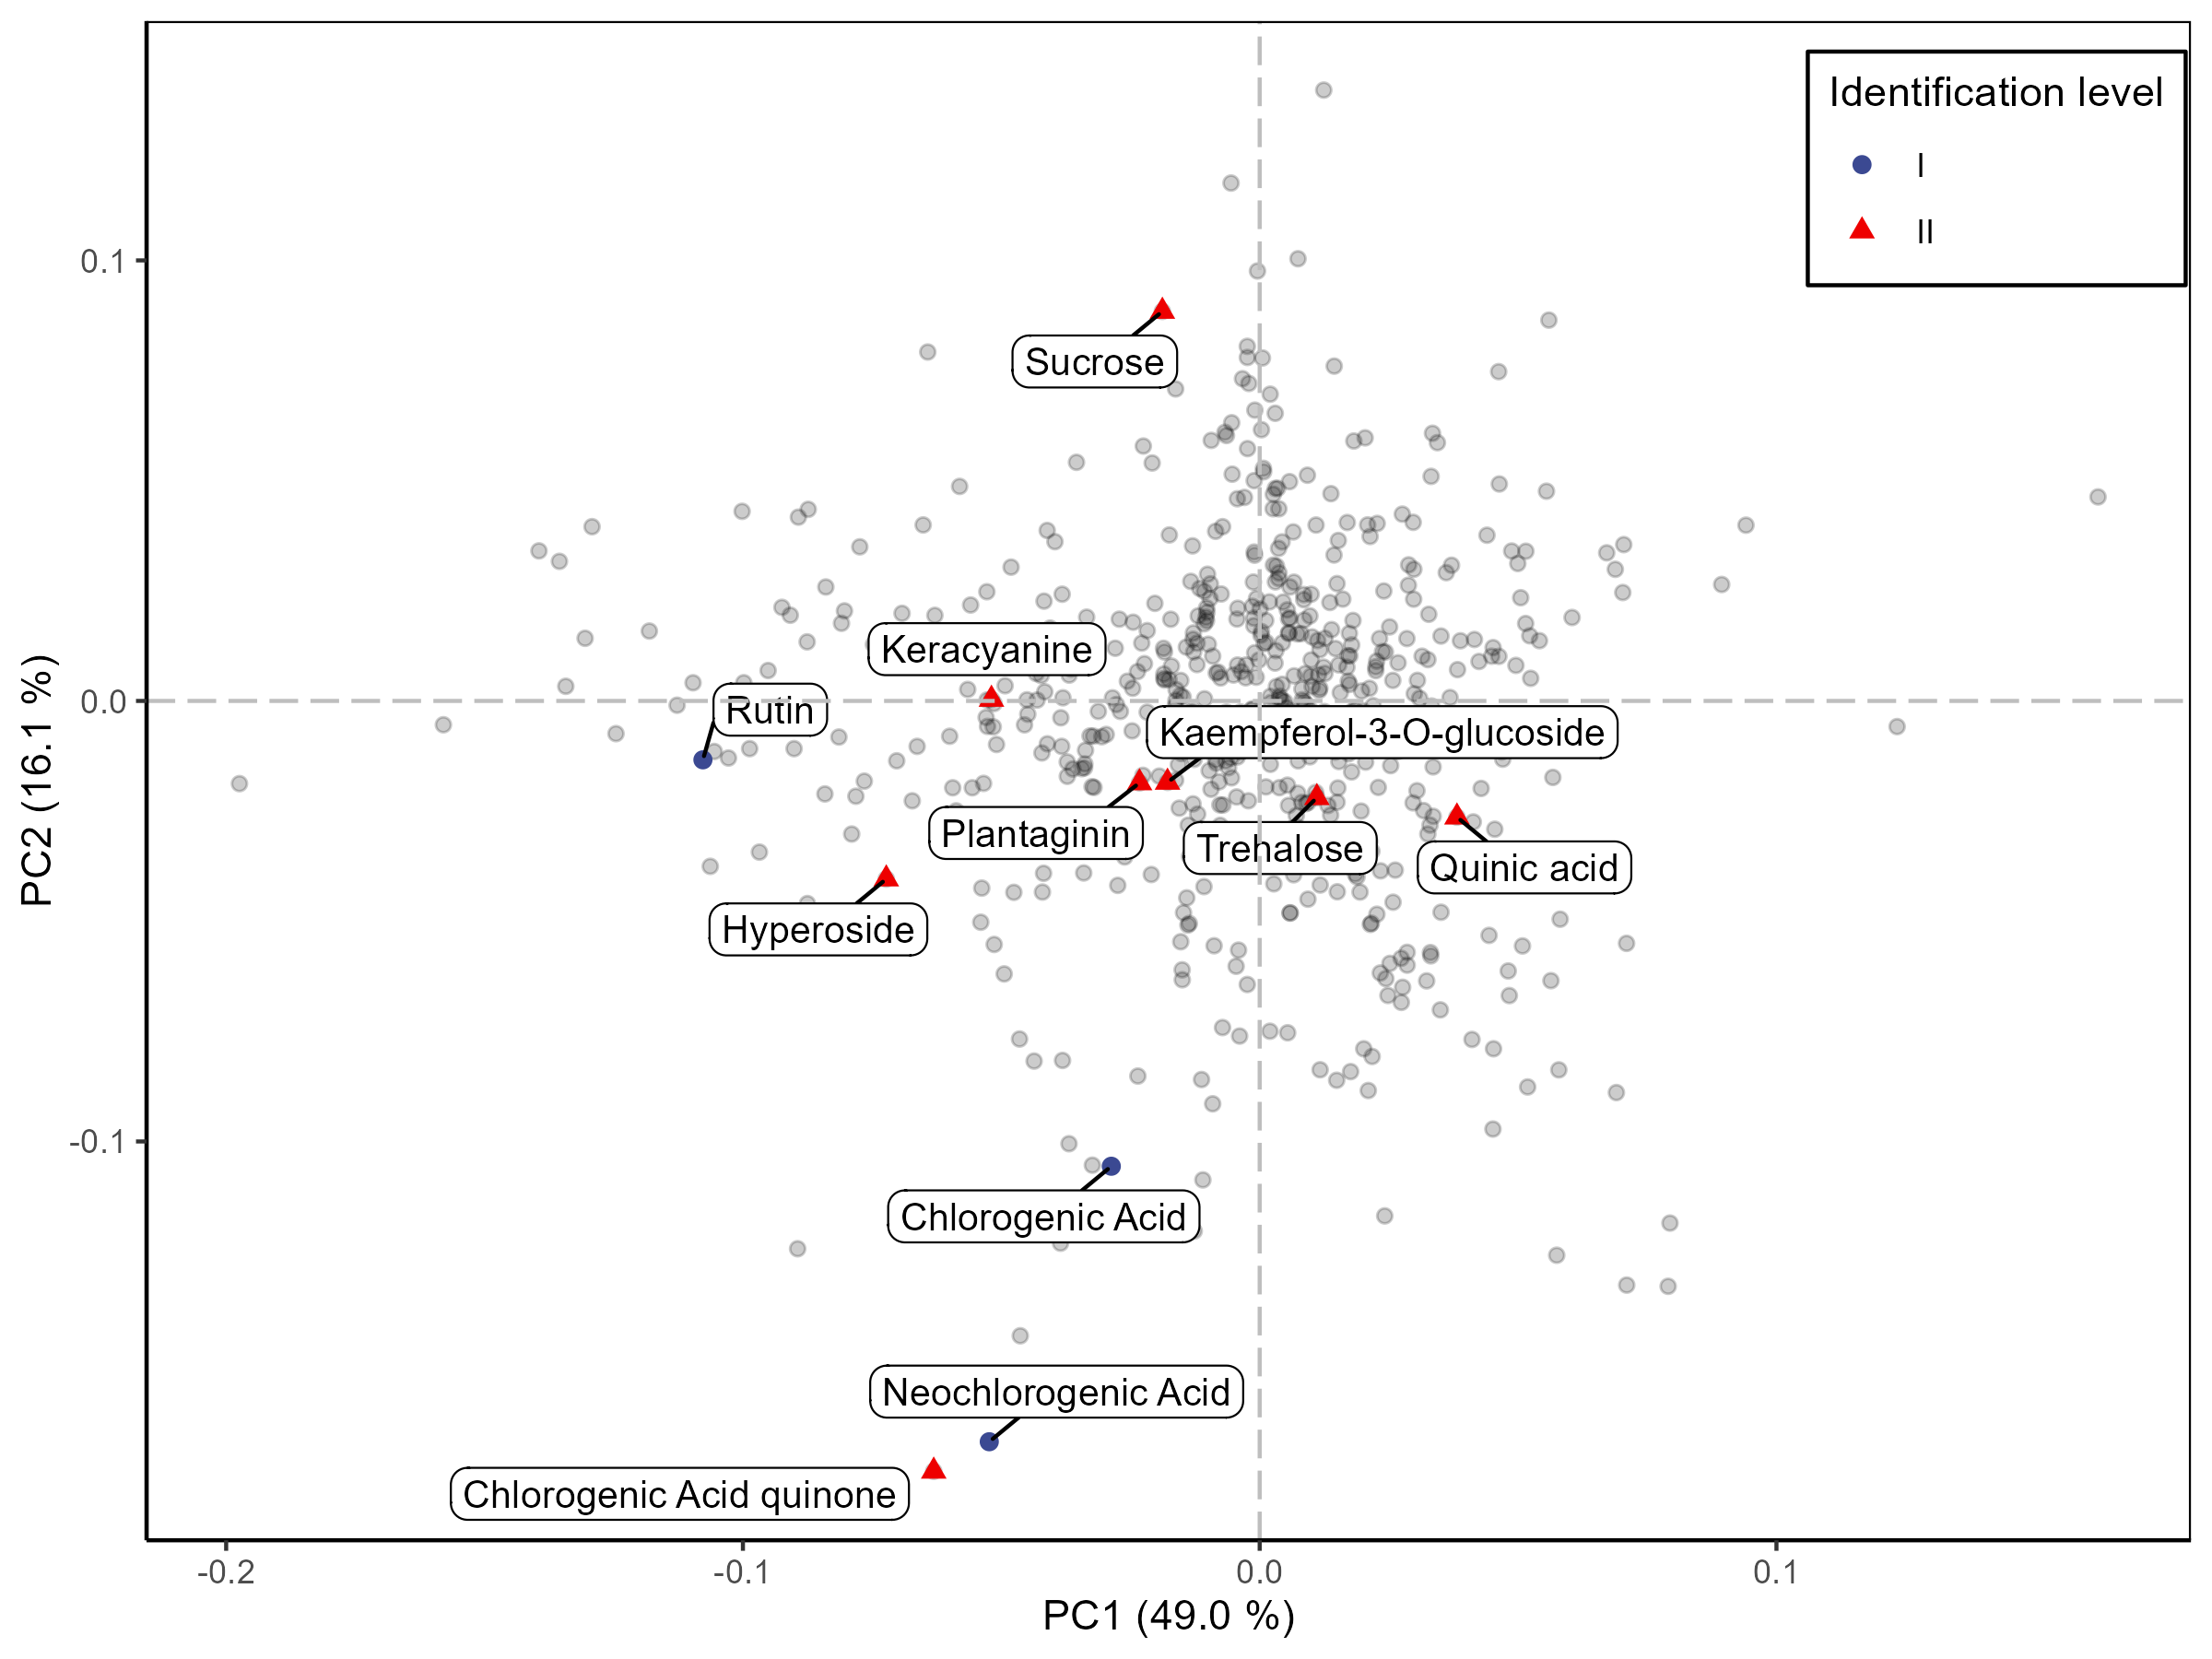 Identification level
I
II
Sucrose
Keracyanine
Rutin
Kaempferol-3-O-glucoside
Plantaginin
Trehalose
Quinic acid
Hyperoside
Chlorogenic Acid
Neochlorogenic Acid
Chlorogenic Acid quinone
0.1
0.0
-0.1
PC2 (16.1 %)
-0.2
-0.1
0.0
0.1
PC1 (49.0 %)